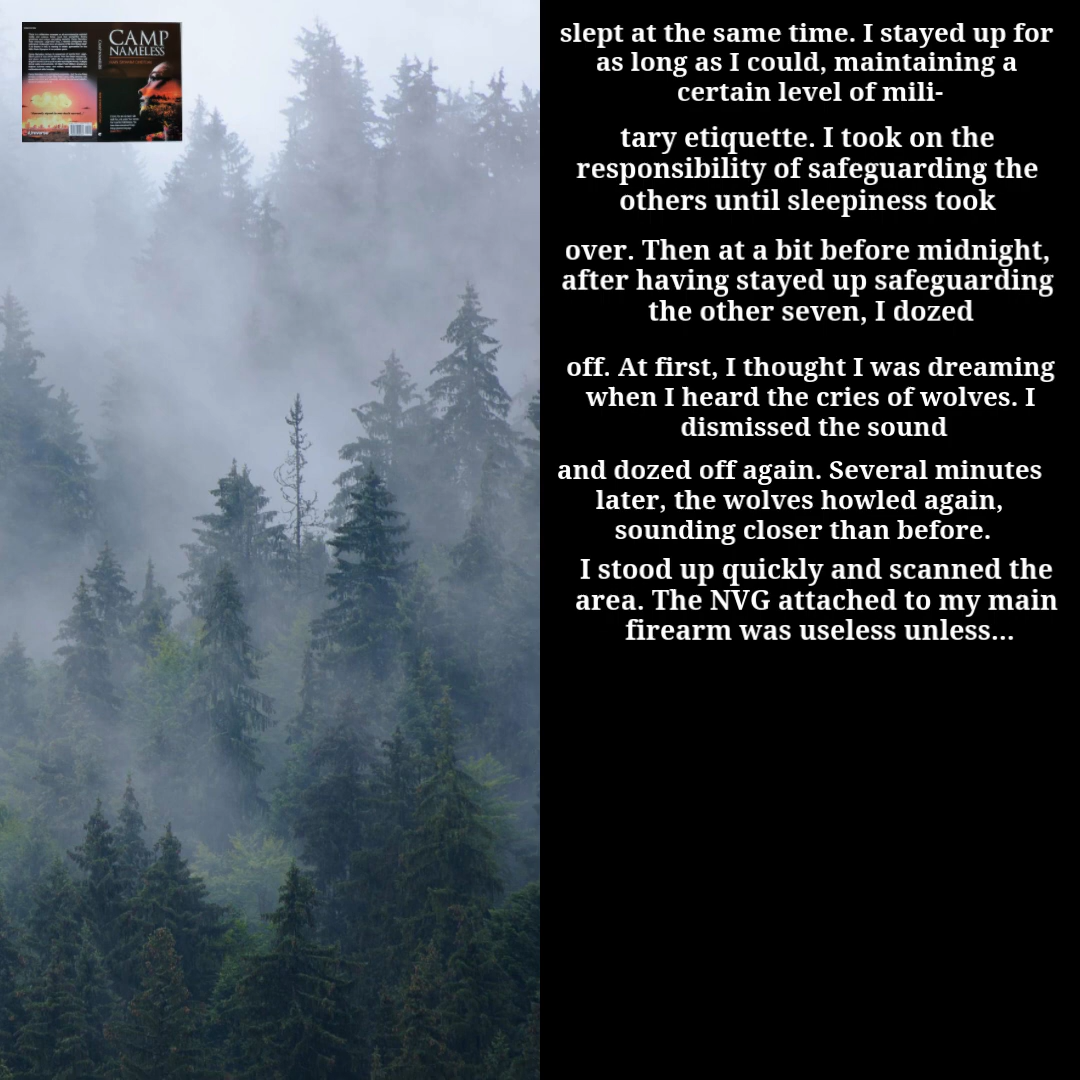 CAMP
NAMELESS
slept at the same time. I stayed up for
as long as I could, maintaining a
certain level of mili-
tary etiquette. I took on the
responsibility of safeguarding the
others until sleepiness took
over. Then at a bit before midnight,
after having stayed up safeguarding
the other seven, I dozed
off. At first, I thought I was dreaming
when I heard the cries of wolves. I
dismissed the sound
and dozed off again. Several minutes
later, the wolves howled again,
sounding closer than before.
I stood up quickly and scanned the
area. The NVG attached to my main
firearm was useless unless...